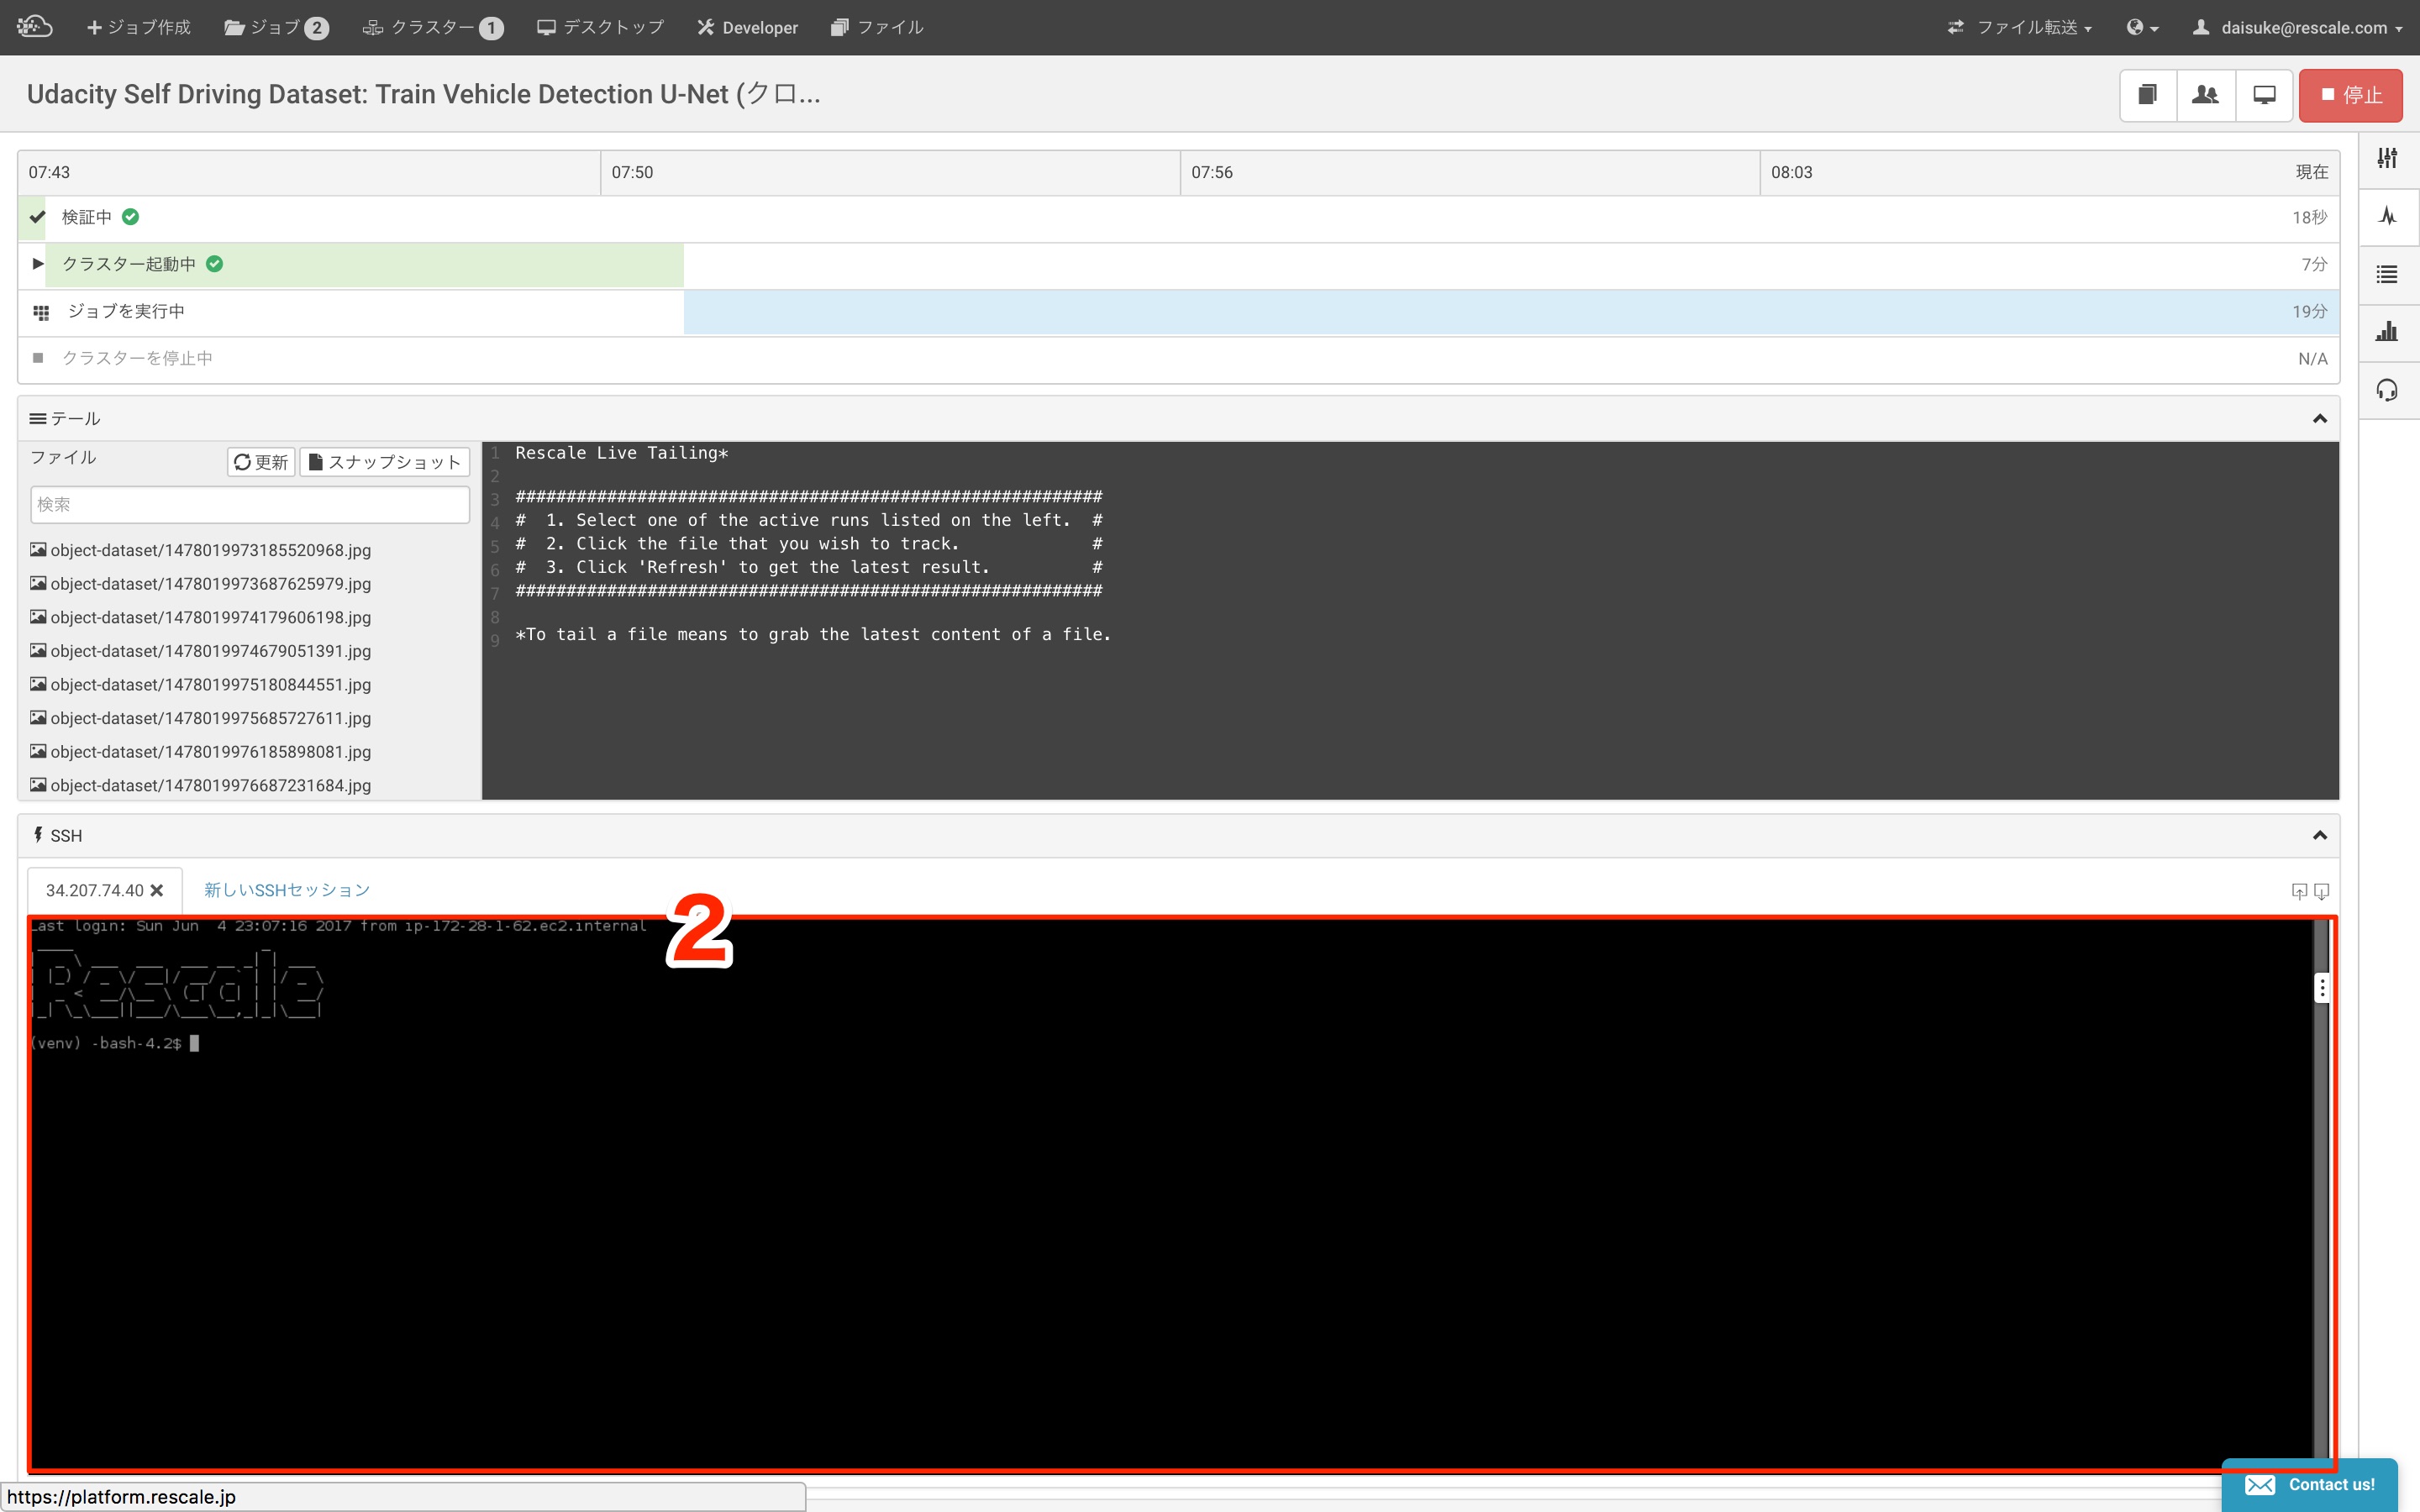 ジョブ作成 ジョブ 2 クラスター 1 デスクトップ Developer ファイル ファイル転送 daisuke@rescale.com
Udacity Self Driving Dataset: Train Vehicle Detection U-Net (クロ... 停止
07:43 07:50 07:56 08:03 現在
検証中 18秒
クラスター起動中 7分
ジョブを実行中 19分
クラスターを停止中 N/A
テール
ファイル 更新 スナップショット
検索
object-dataset/1478019973185520968.jpg
object-dataset/1478019973687625979.jpg
object-dataset/1478019974179606198.jpg
object-dataset/1478019974679051391.jpg
object-dataset/1478019975180844551.jpg
object-dataset/1478019975685727611.jpg
object-dataset/1478019976185898081.jpg
object-dataset/1478019976687231684.jpg
1 Rescale Live Tailing*
2
3 ##########################################################
4 #  1. Select one of the active runs listed on the left.  #
5 #  2. Click the file that you wish to track.             #
6 #  3. Click 'Refresh' to get the latest result.          #
7 ##########################################################
8
9 *To tail a file means to grab the latest content of a file.
SSH
34.207.74.40 新しいSSHセッション
2
Last login: Sun Jun  4 23:07:16 2017 from ip-172-28-1-62.ec2.internal
Rescale
(venv) -bash-4.2$
https://platform.rescale.jp
Contact us!